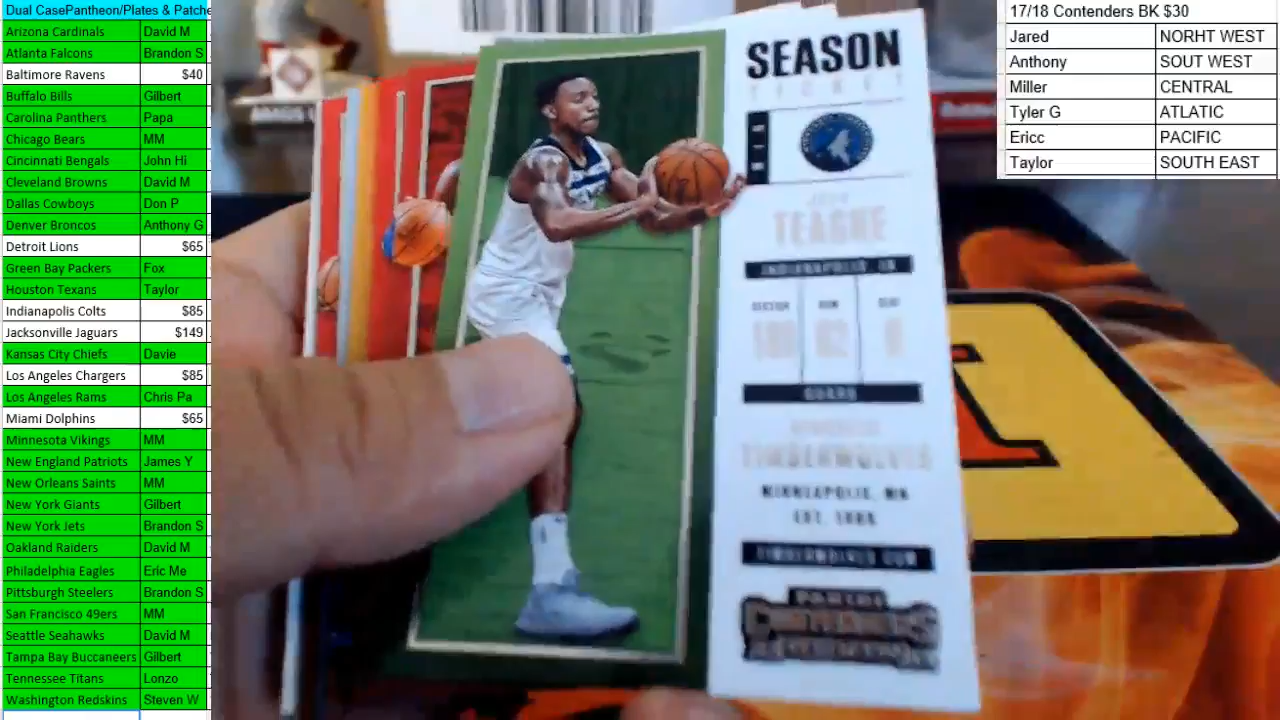 Dual CasePantheon/Plates & Patche
Arizona Cardinals David M
Atlanta Falcons Brandon S
Baltimore Ravens $40
Buffalo Bills Gilbert
Carolina Panthers Papa
Chicago Bears MM
Cincinnati Bengals John Hi
Cleveland Browns David M
Dallas Cowboys Don P
Denver Broncos Anthony G
Detroit Lions $65
Green Bay Packers Fox
Houston Texans Taylor
Indianapolis Colts $85
Jacksonville Jaguars $149
Kansas City Chiefs Davie
Los Angeles Chargers $85
Los Angeles Rams Chris Pa
Miami Dolphins $65
Minnesota Vikings MM
New England Patriots James Y
New Orleans Saints MM
New York Giants Gilbert
New York Jets Brandon S
Oakland Raiders David M
Philadelphia Eagles Eric Me
Pittsburgh Steelers Brandon S
San Francisco 49ers MM
Seattle Seahawks David M
Tampa Bay Buccaneers Gilbert
Tennessee Titans Lonzo
Washington Redskins Steven W
SEASON
TICKET
JEFF
TEAGUE
INDIANAPOLIS, IN
SECTOR ROW SEAT
GUARD
MINNESOTA
TIMBERWOLVES
MINNEAPOLIS, MN
EST. 1989
TIMBERWOLVES.COM
PANINI
CONTENDERS
17/18 Contenders BK $30
Jared NORHT WEST
Anthony SOUT WEST
Miller CENTRAL
Tyler G ATLATIC
Ericc PACIFIC
Taylor SOUTH EAST